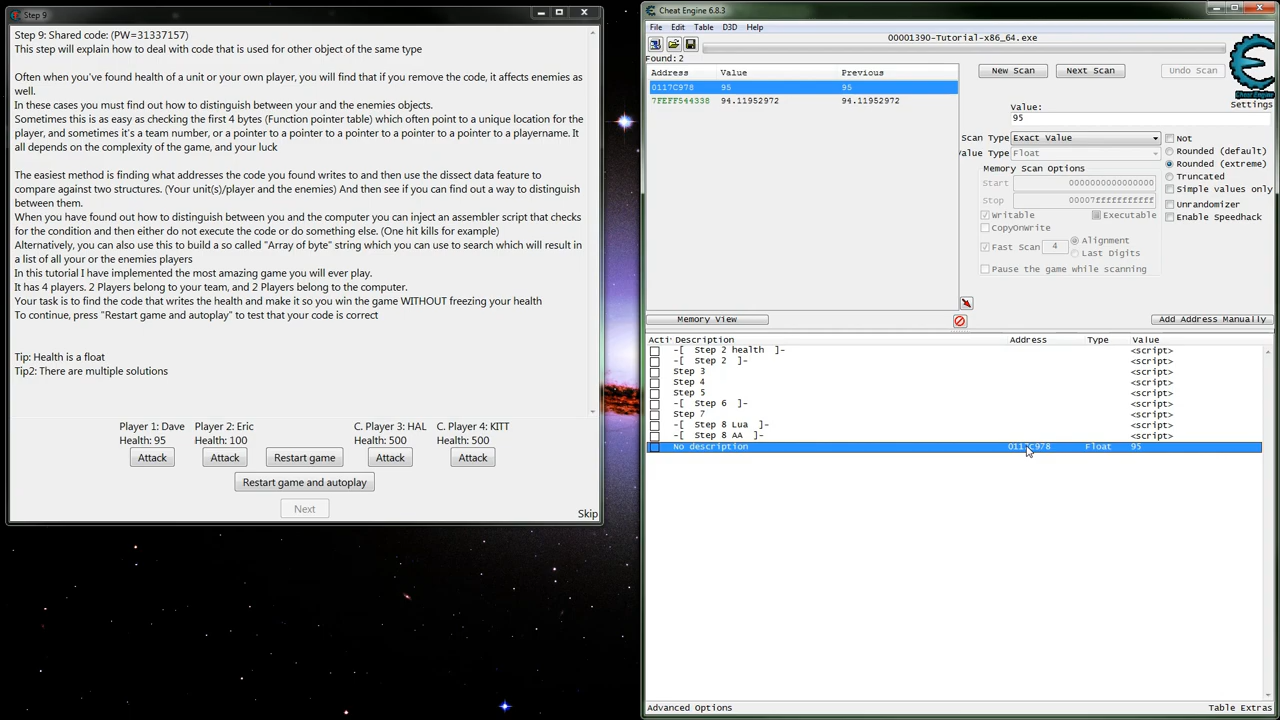 Step 9
Step 9: Shared code: (PW=31337157)
This step will explain how to deal with code that is used for other object of the same type
Often when you've found health of a unit or your own player, you will find that if you remove the code, it affects enemies as
well.
In these cases you must find out how to distinguish between your and the enemies objects.
Sometimes this is as easy as checking the first 4 bytes (Function pointer table) which often point to a unique location for the
player, and sometimes it's a team number, or a pointer to a pointer to a pointer to a pointer to a pointer to a playername. It
all depends on the complexity of the game, and your luck
The easiest method is finding what addresses the code you found writes to and then use the dissect data feature to
compare against two structures. (Your unit(s)/player and the enemies) And then see if you can find out a way to distinguish
between them.
When you have found out how to distinguish between you and the computer you can inject an assembler script that checks
for the condition and then either do not execute the code or do something else. (One hit kills for example)
Alternatively, you can also use this to build a so called "Array of byte" string which you can use to search which will result in
a list of all your or the enemies players
In this tutorial I have implemented the most amazing game you will ever play.
It has 4 players. 2 Players belong to your team, and 2 Players belong to the computer.
Your task is to find the code that writes the health and make it so you win the game WITHOUT freezing your health
To continue, press "Restart game and autoplay" to test that your code is correct
Tip: Health is a float
Tip2: There are multiple solutions
Player 1: Dave Player 2: Eric C. Player 3: HAL C. Player 4: KITT
Health: 95 Health: 100 Health: 500 Health: 500
Attack Attack Restart game Attack Attack
Restart game and autoplay
Next
Skip
Cheat Engine 6.8.3
File Edit Table D3D Help
00001390-Tutorial-x86_64.exe
Found:2
Address Value Previous
0117C978 95 95
7FEFF544338 94.11952972 94.11952972
New Scan Next Scan Undo Scan
Cheat Engine
Settings
Value:
95
Scan Type Exact Value Not
Value Type Float Rounded (default)
Rounded (extreme)
Memory Scan Options Truncated
Start 0000000000000000 Simple values only
Stop 00007fffffffffff
Unrandomizer
Writable Executable Enable Speedhack
CopyOnWrite
Fast Scan 4 Alignment
Last Digits
Pause the game while scanning
Memory View Add Address Manually
Acti Description Address Type Value
-[ Step 2 health ]- <script>
-[ Step 2 ]- <script>
Step 3 <script>
Step 4 <script>
Step 5 <script>
-[ Step 6 ]- <script>
Step 7 <script>
-[ Step 8 Lua ]- <script>
-[ Step 8 AA ]- <script>
No description 0117C978 Float 95
Advanced Options Table Extras